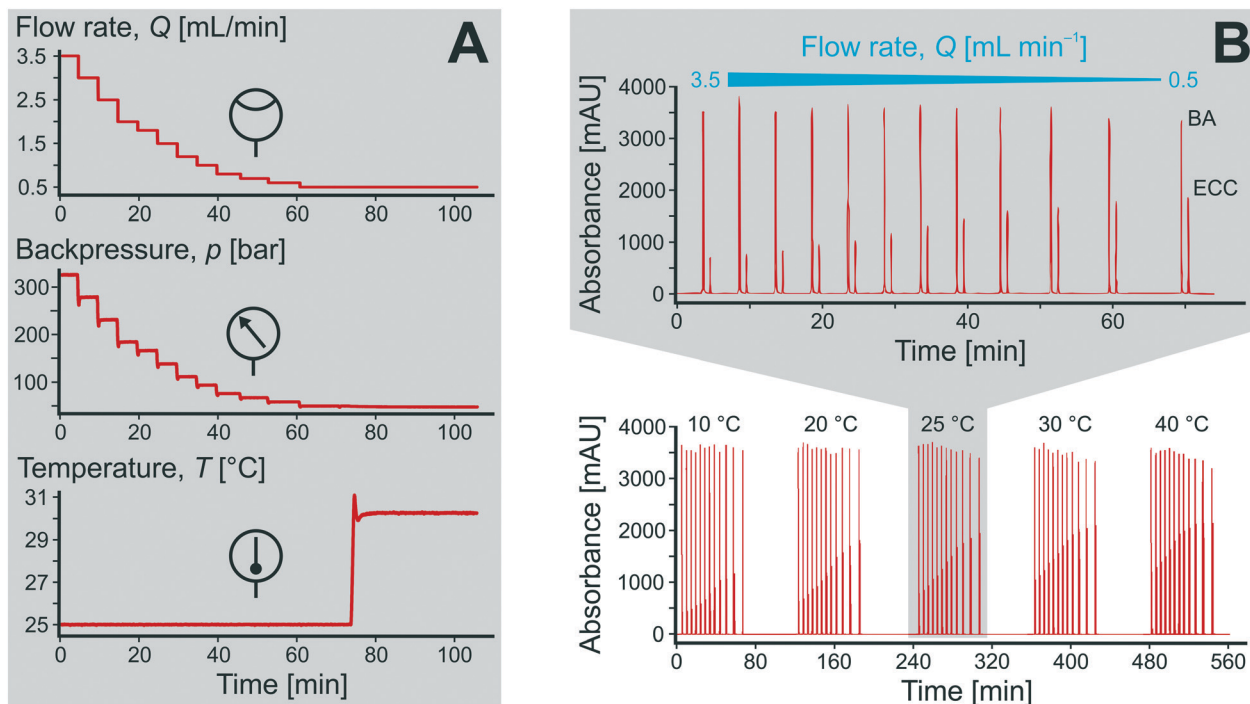 A
Flow rate, Q [mL/min]
3.5
2.5
1.5
0.5
0 20 40 60 80 100
Backpressure, p [bar]
300
200
100
0 20 40 60 80 100
Temperature, T [°C]
31
29
27
25
0 20 40 60 80 100
Time [min]
B
Flow rate, Q [mL min⁻¹]
3.5 0.5
Absorbance [mAU]
4000
3000
2000
1000
0
BA
ECC
0 20 40 60
Time [min]
10 °C 20 °C 25 °C 30 °C 40 °C
Absorbance [mAU]
4000
3000
2000
1000
0
0 80 160 240 320 400 480 560
Time [min]